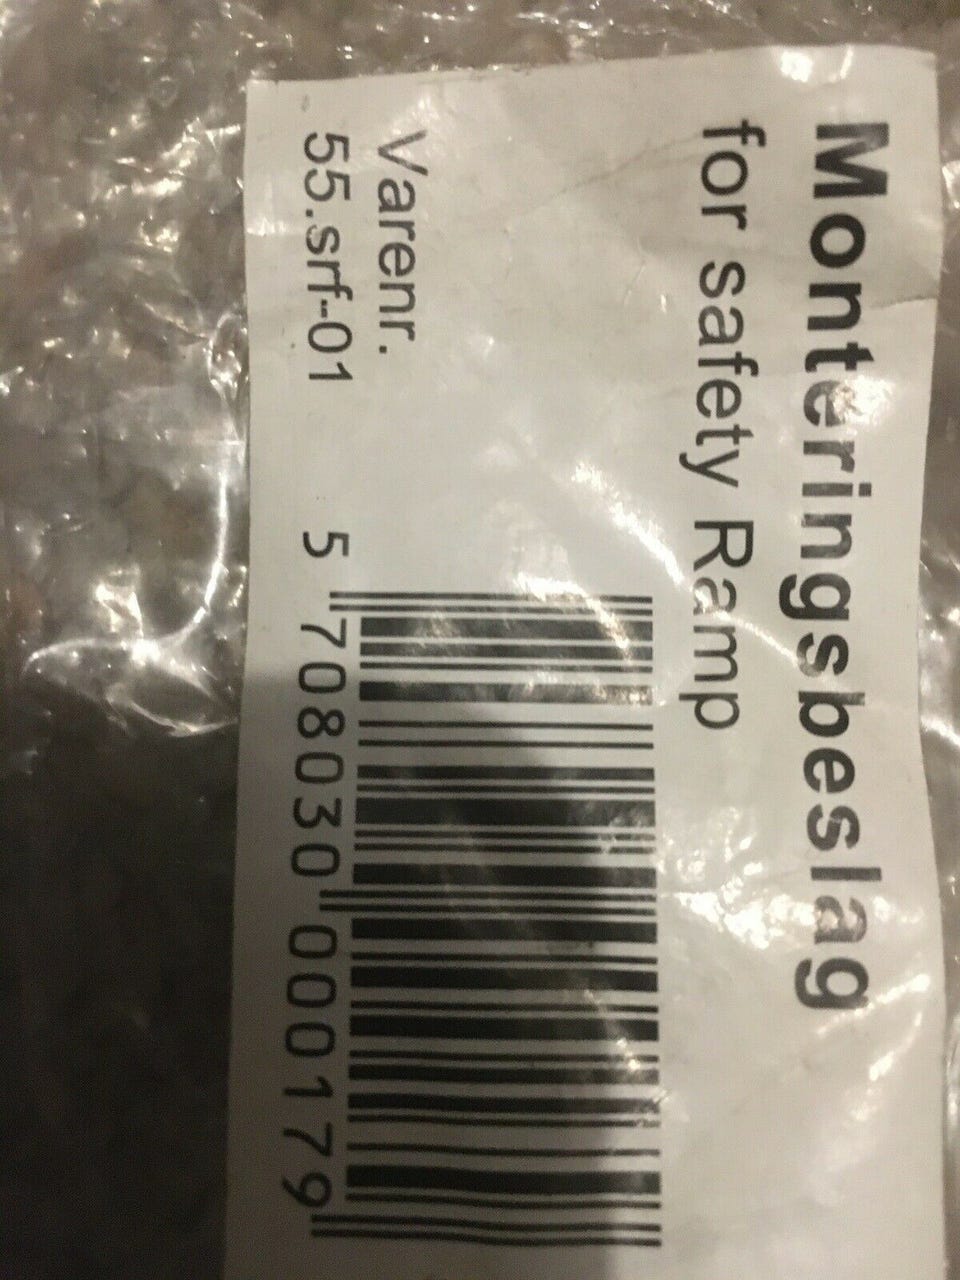 Monteringsbeslag
for safety Ramp
Varenr.
55.srf-01
5 708030 000179